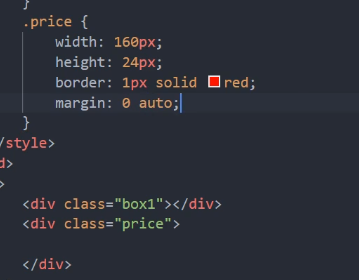 }
.price {
width: 160px;
height: 24px;
border: 1px solid red;
margin: 0 auto;
}
/style>
d>
>
<div class="box1"></div>
<div class="price">
</div>